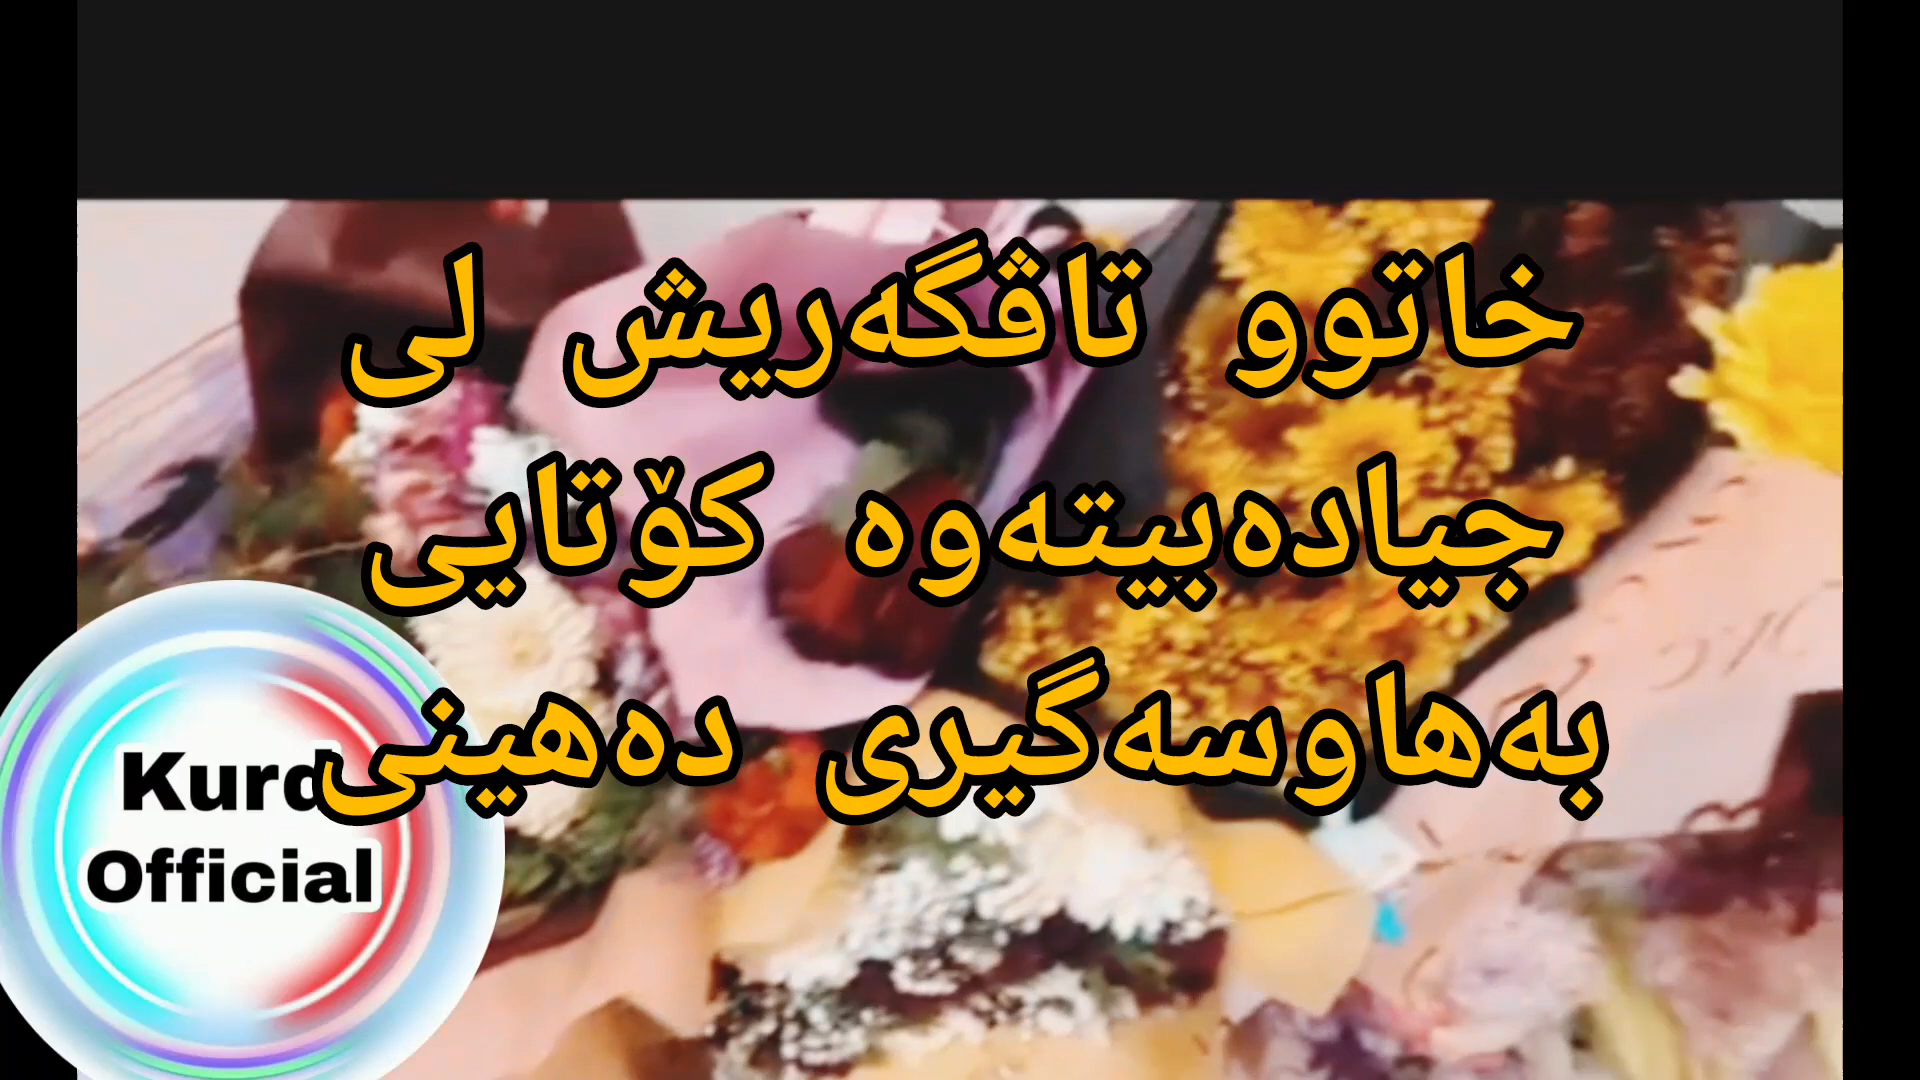 خاتوو تاڤگەریش لی
جیادەبیتەوە کۆتایی
بەهاوسەگیری دەهینی
Kurd
Official